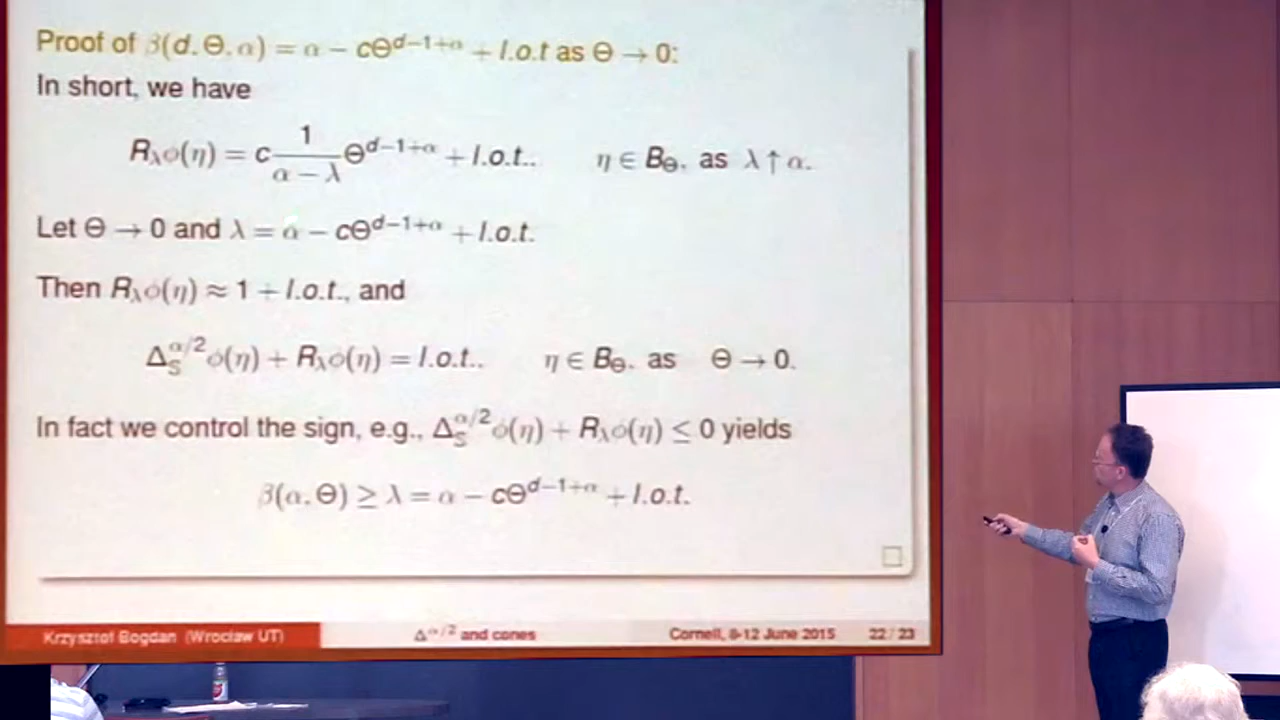 Proof of β(d, Θ, α) = α − cΘ^{d−1+α} + l.o.t as Θ → 0:
In short, we have
R_λϕ(η) = c \frac{1}{α − λ} Θ^{d−1+α} + l.o.t.. η ∈ B_Θ, as λ ↑ α.
Let Θ → 0 and λ = α − cΘ^{d−1+α} + l.o.t.
Then R_λϕ(η) ≈ 1 + l.o.t., and
Δ_S^{α/2}ϕ(η) + R_λϕ(η) = l.o.t.. η ∈ B_Θ, as Θ → 0.
In fact we control the sign, e.g., Δ_S^{α/2}ϕ(η) + R_λϕ(η) ≤ 0 yields
β(α, Θ) ≥ λ = α − cΘ^{d−1+α} + l.o.t.
□
Krzysztof Bogdan (Wrocław UT) Δ^{α/2} and cones Cornell, 8-12 June 2015 22 / 23